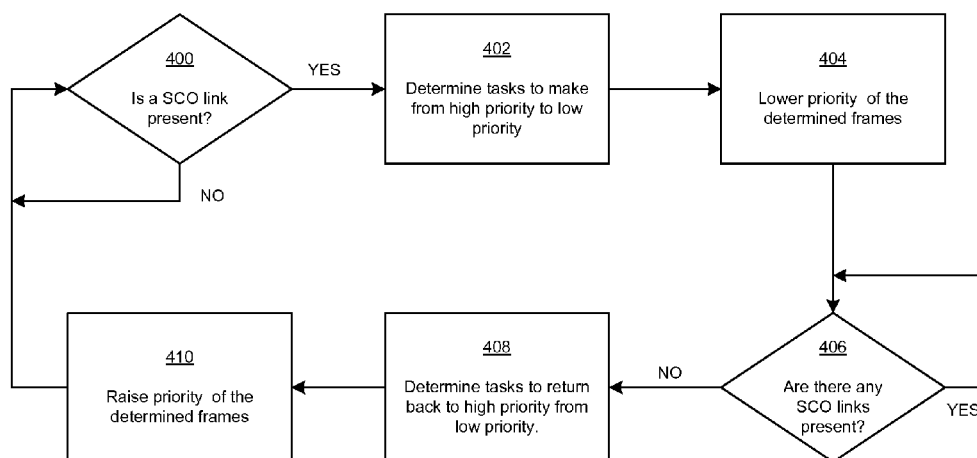 400
Is a SCO link
present?
YES
NO
402
Determine tasks to make
from high priority to low
priority
404
Lower priority of the
determined frames
406
Are there any
SCO links
present?
YES
NO
408
Determine tasks to return
back to high priority from
low priority.
410
Raise priority of the
determined frames